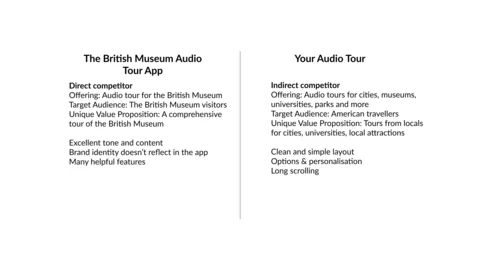 The British Museum Audio
Tour App
Direct competitor
Offering: Audio tour for the British Museum
Target Audience: The British Museum visitors
Unique Value Proposition: A comprehensive
tour of the British Museum
Excellent tone and content
Brand identity doesn't reflect in the app
Many helpful features
Your Audio Tour
Indirect competitor
Offering: Audio tours for cities, museums,
universities, parks and more
Target Audience: American travellers
Unique Value Proposition: Tours from locals
for cities, universities, local attractions
Clean and simple layout
Options & personalisation
Long scrolling